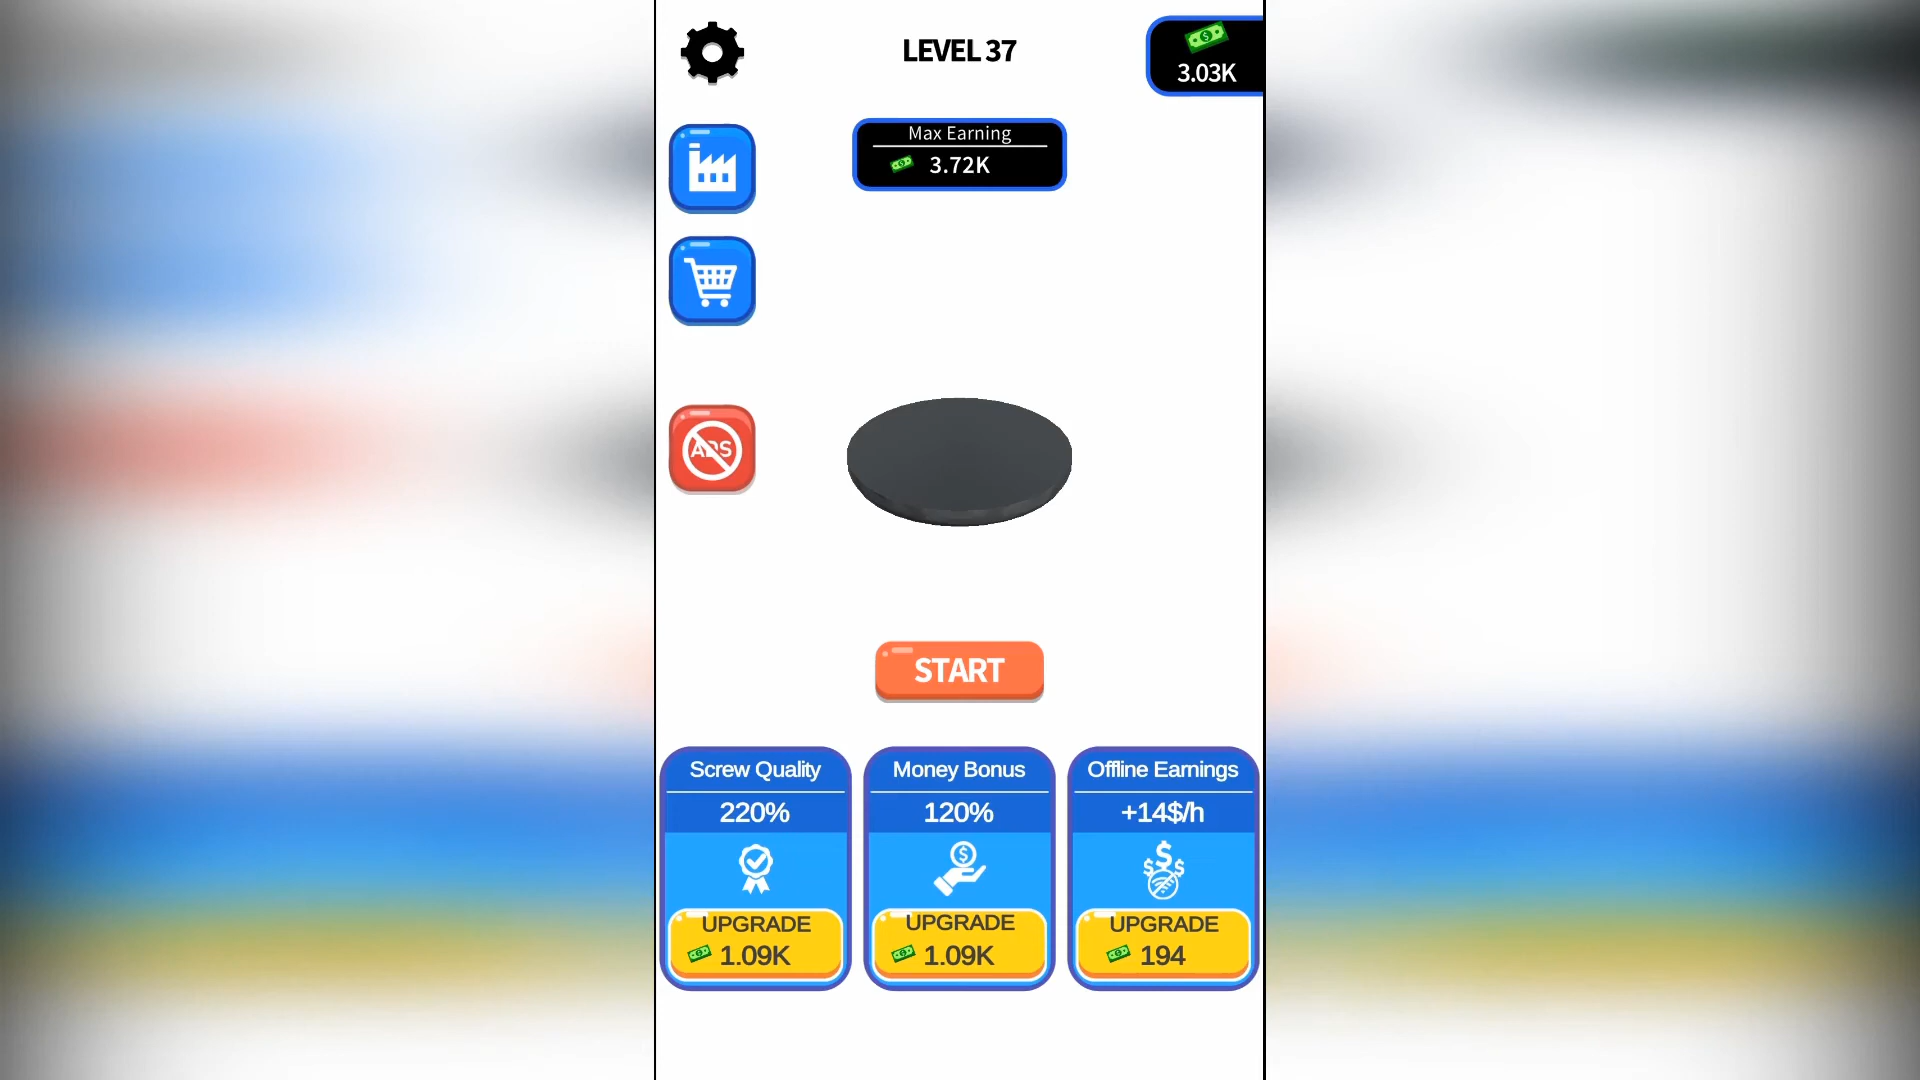 LEVEL 37
3.03K
Max Earning
3.72K
ADS
START
Screw Quality
220%
UPGRADE
1.09K
Money Bonus
120%
UPGRADE
1.09K
Offline Earnings
+14$/h
UPGRADE
194